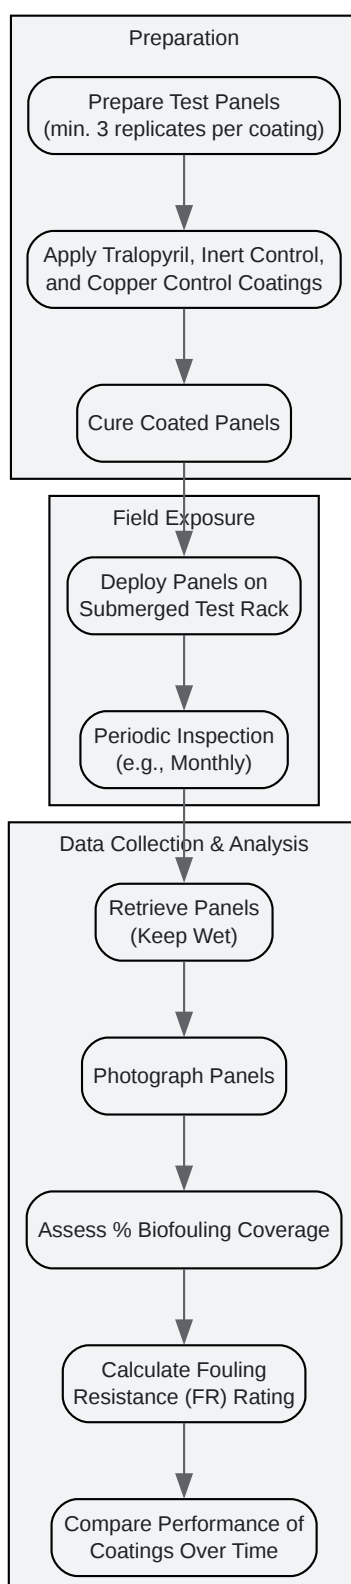 Preparation
Prepare Test Panels
(min. 3 replicates per coating)
Apply Tralopyril, Inert Control,
and Copper Control Coatings
Cure Coated Panels
Field Exposure
Deploy Panels on
Submerged Test Rack
Periodic Inspection
(e.g., Monthly)
Data Collection & Analysis
Retrieve Panels
(Keep Wet)
Photograph Panels
Assess % Biofouling Coverage
Calculate Fouling
Resistance (FR) Rating
Compare Performance of
Coatings Over Time